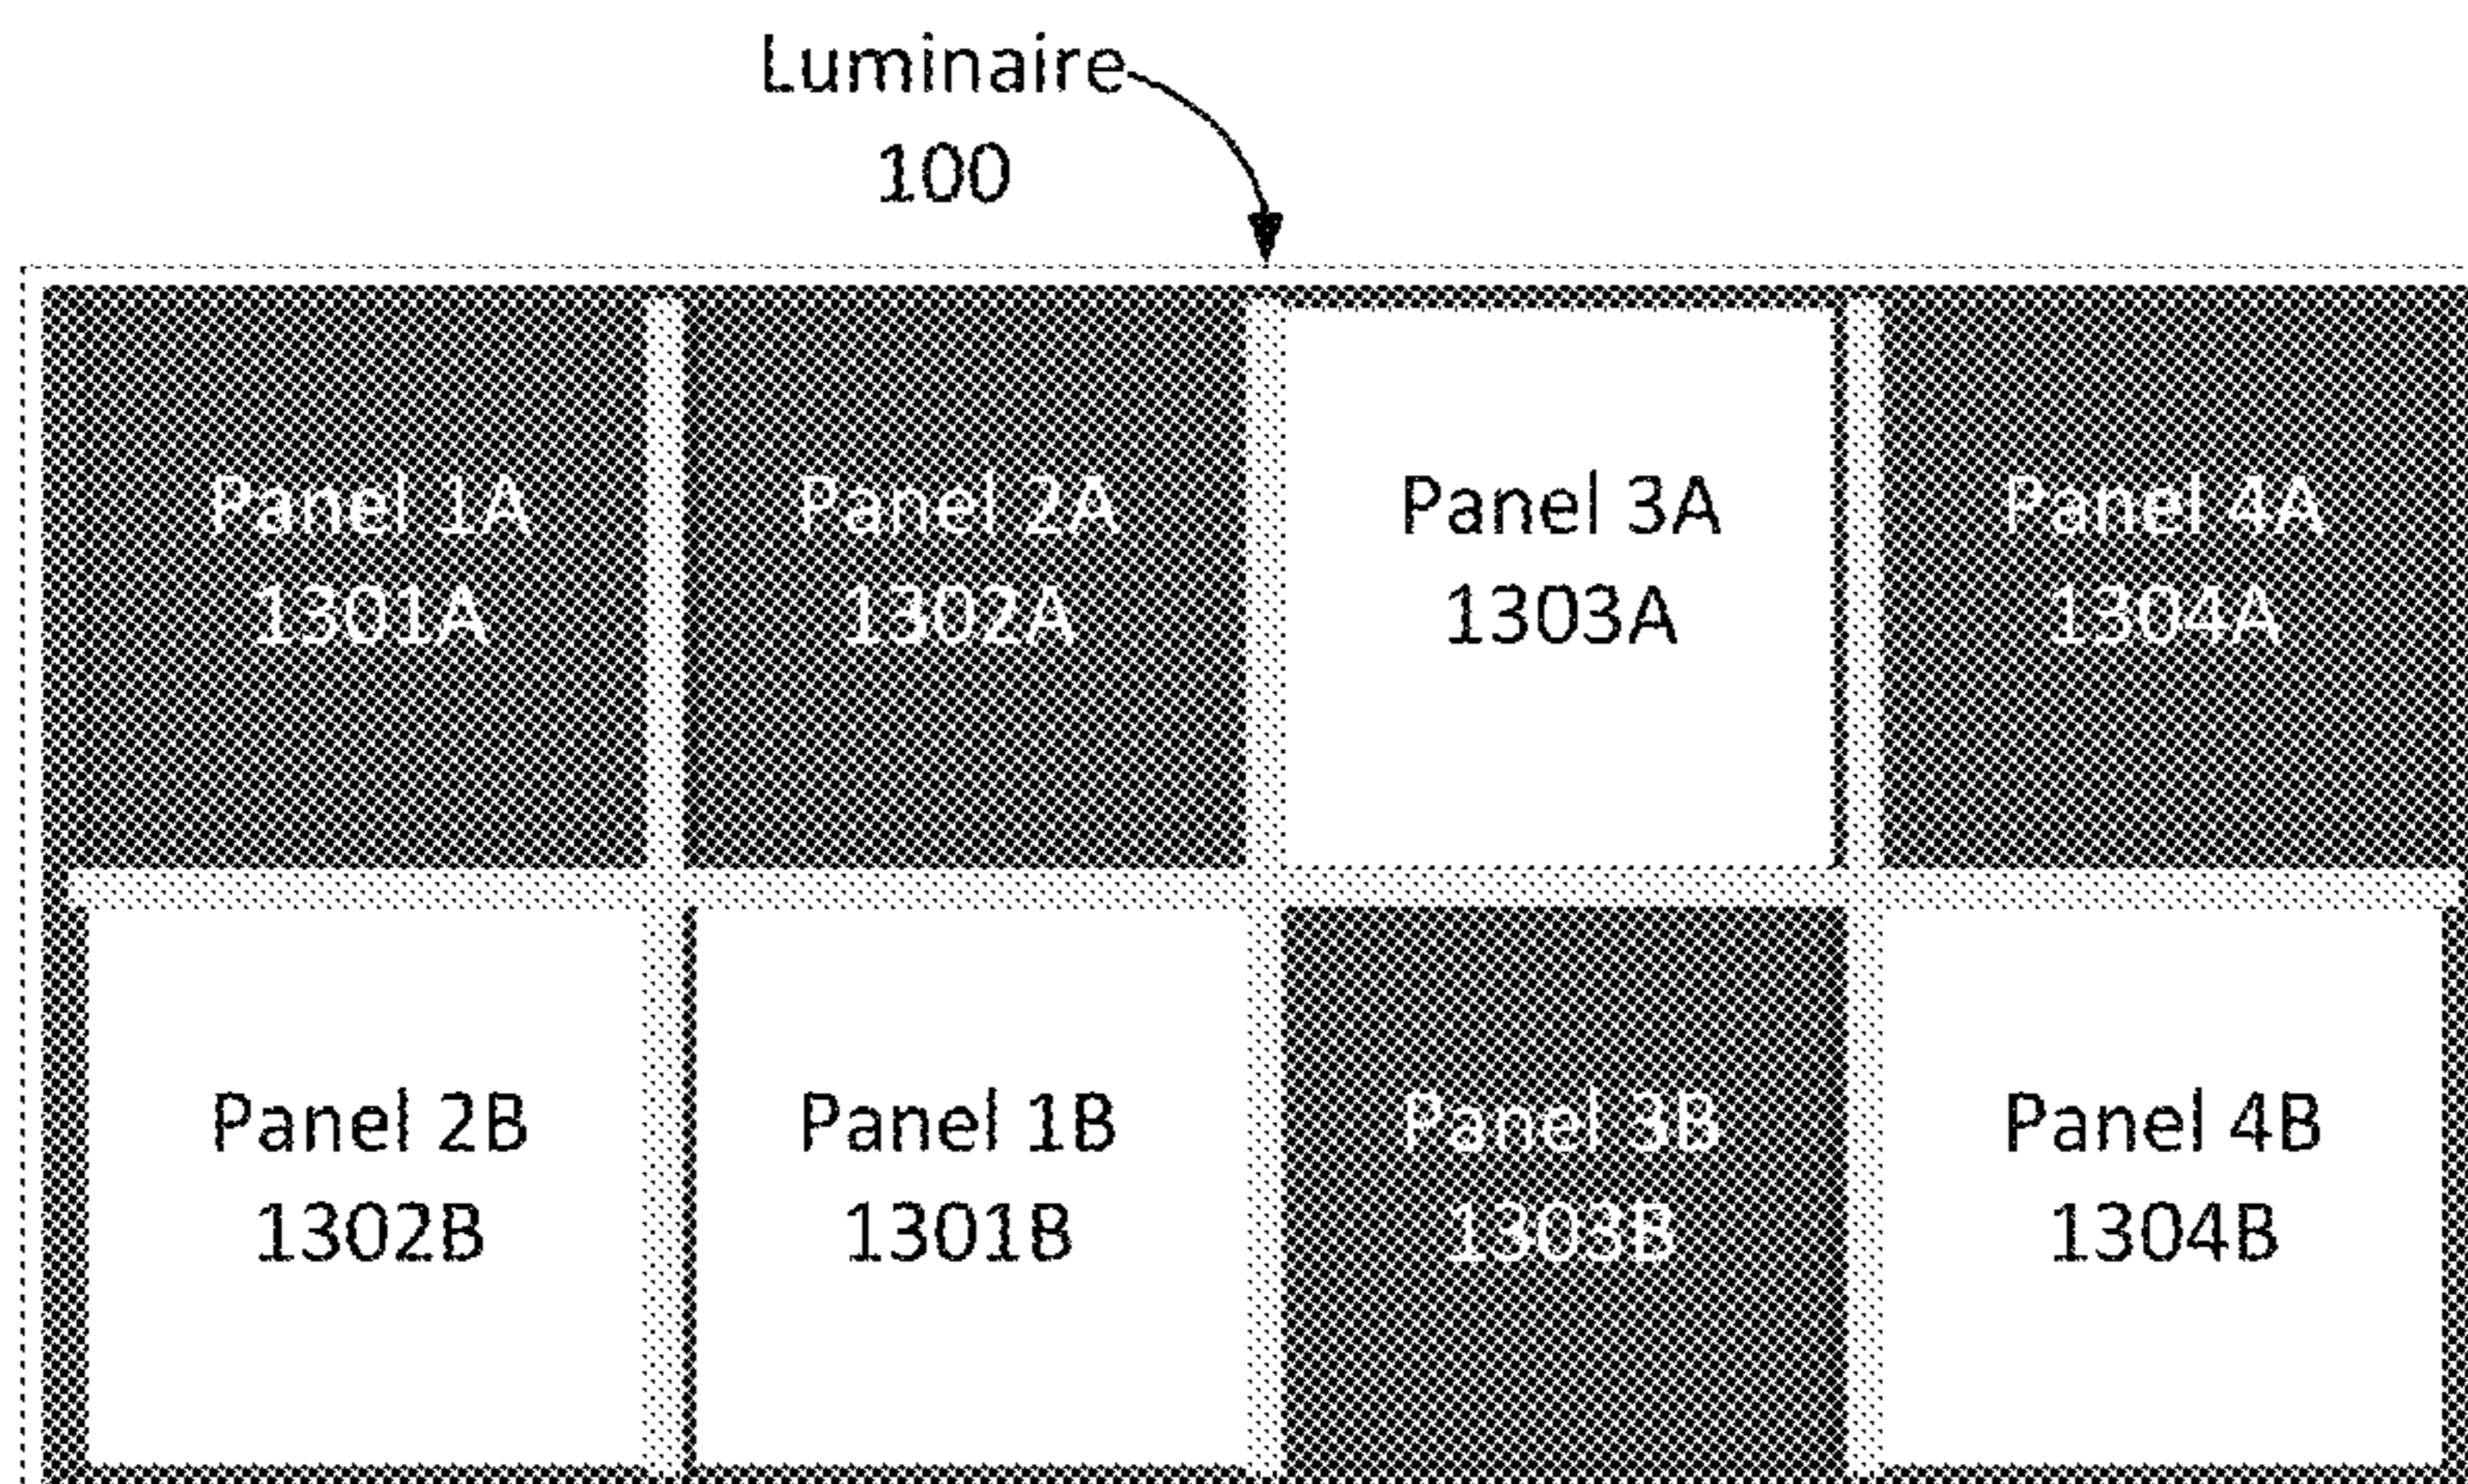 Luminaire
100
Panel 1A
1301A
Panel 2A
1302A
Panel 3A
1303A
Panel 4A
1304A
Panel 2B
1302B
Panel 1B
1301B
Panel 3B
1303B
Panel 4B
1304B